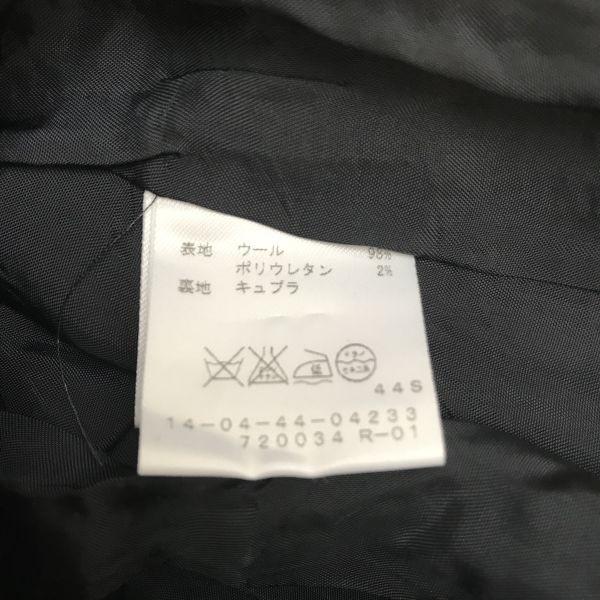 表地 ウール 98%
ポリウレタン 2%
裏地 キュプラ
低
44S
14-04-44-04233
720034 R-01